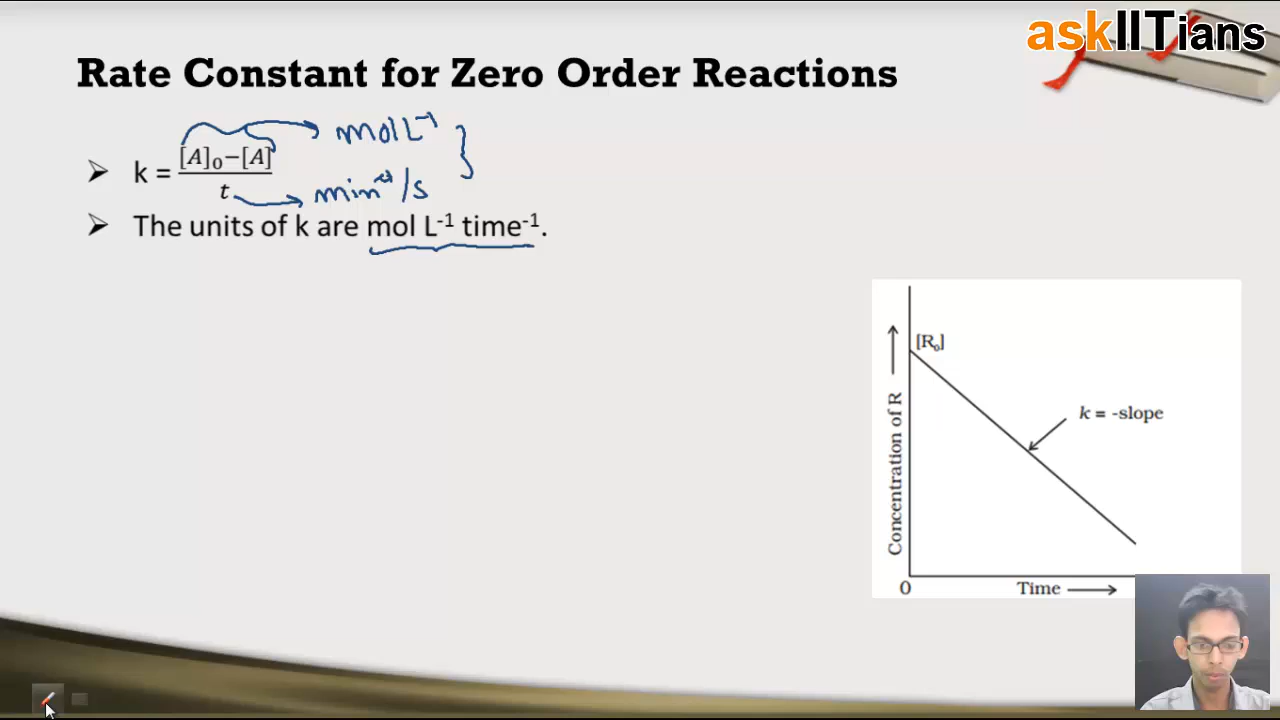 askIITians
Rate Constant for Zero Order Reactions
mol L⁻¹
➢ k = [A]₀−[A] / t
min /s
➢ The units of k are mol L⁻¹ time⁻¹.
[R₀]
k = -slope
Concentration of R
0
Time